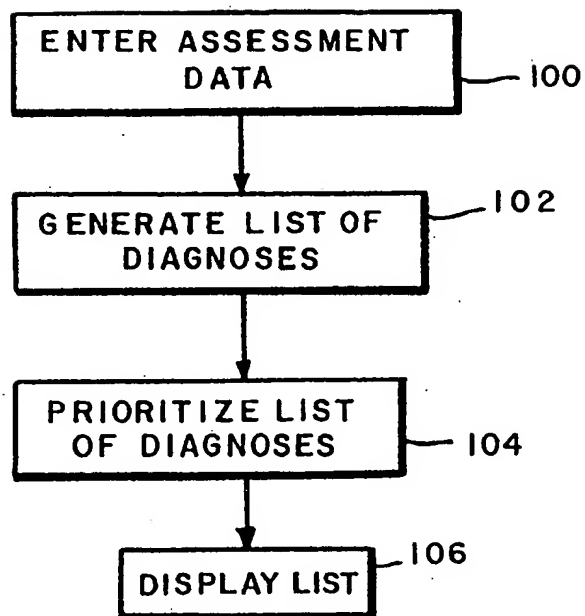 ENTER ASSESSMENT
DATA
100
GENERATE LIST OF
DIAGNOSES
102
PRIORITIZE LIST
OF DIAGNOSES
104
DISPLAY LIST
106